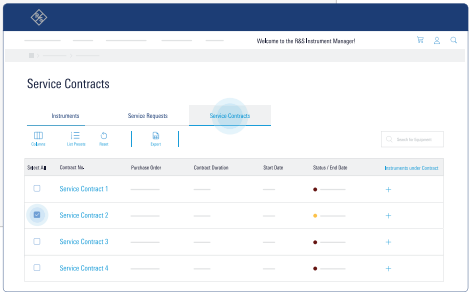 R&S
Welcome to the R&S Instrument Manager!
Service Contracts
Instruments Service Requests Service Contracts
Columns List Presets Reset Export Search for Equipment
Select All Contract No. Purchase Order Contract Duration Start Date Status / End Date Instruments under Contract
Service Contract 1
Service Contract 2
Service Contract 3
Service Contract 4